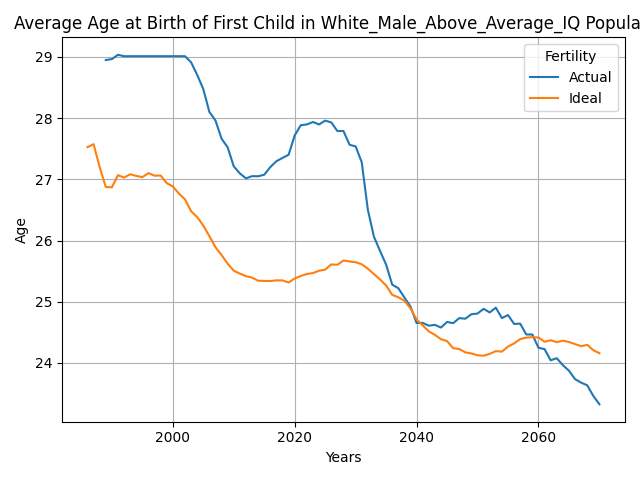 Average Age at Birth of First Child in White_Male_Above_Average_IQ Popula
Fertility
Actual
Ideal
29
28
27
26
25
24
Age
2000
2020
2040
2060
Years